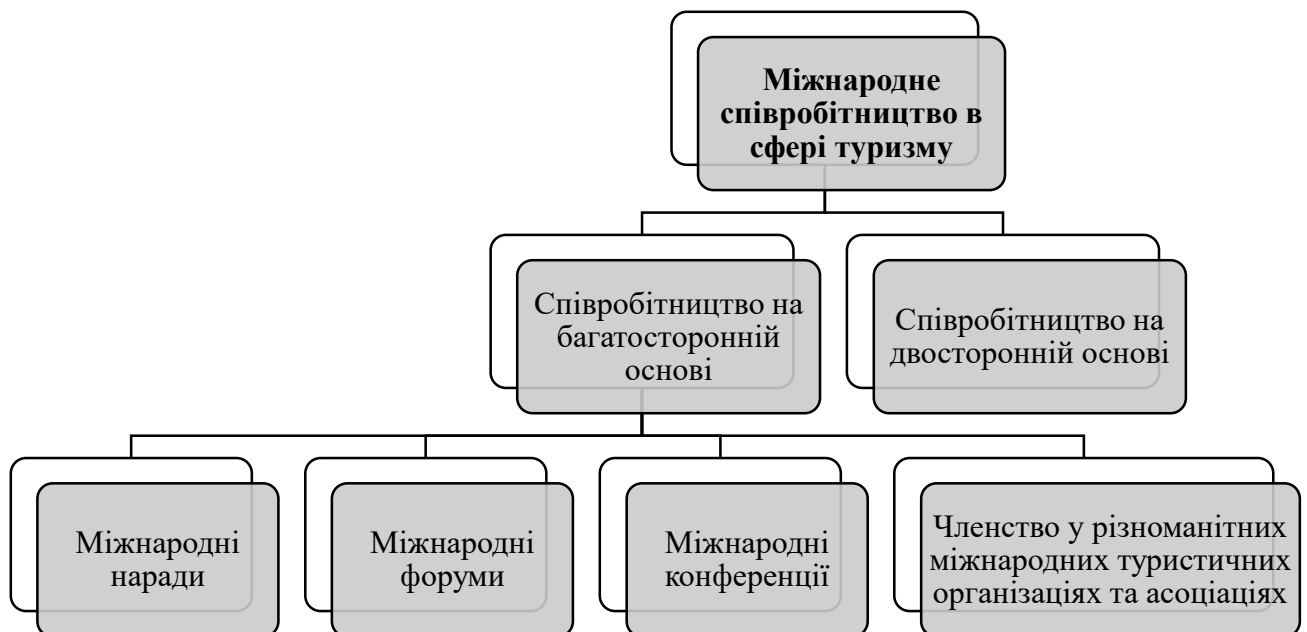 Міжнародне
співробітництво в
сфері туризму
Співробітництво на
багатосторонній
основі
Співробітництво на
двосторонній основі
Міжнародні
наради
Міжнародні
форуми
Міжнародні
конференції
Членство у різноманітних
міжнародних туристичних
організаціях та асоціаціях